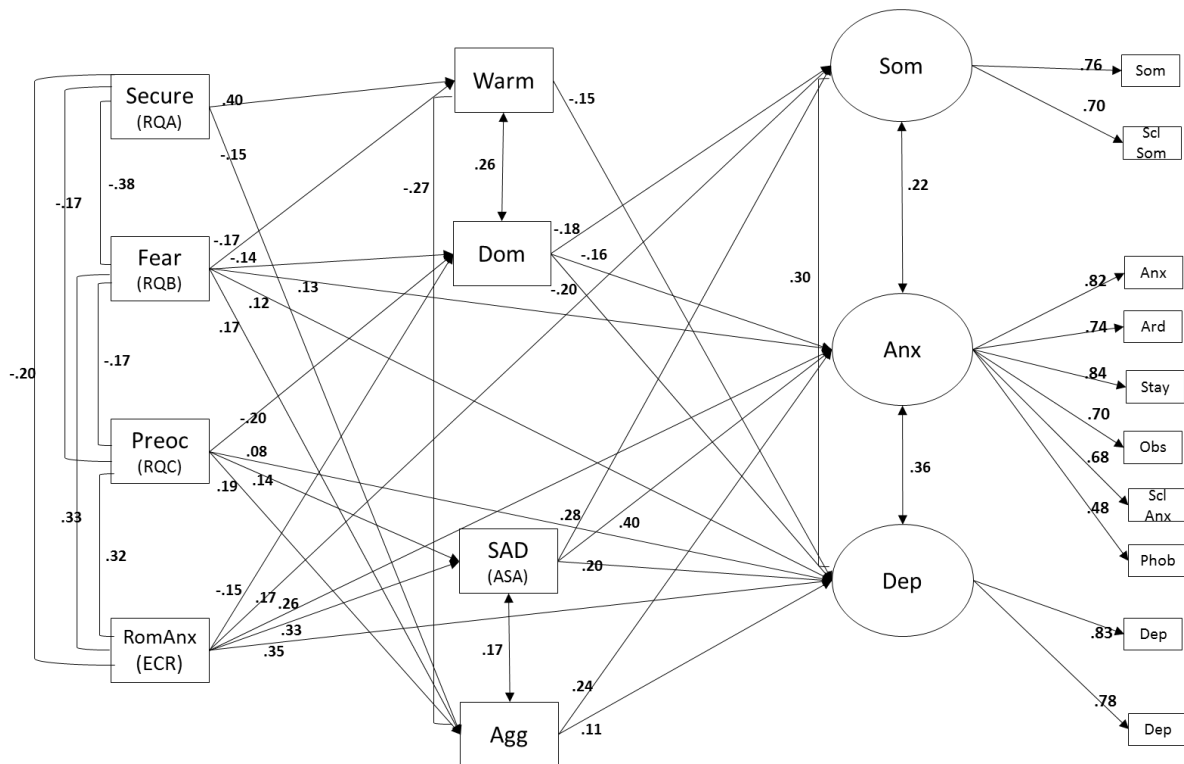 Secure
(RQA)
Fear
(RQB)
Preoc
(RQC)
RomAnx
(ECR)
-.38
-.17
-.17
-.20
.33
.32
.40
-.15
-.17
-.14
.13
.12
.17
-.20
.08
.14
.19
-.15
.17
.26
.33
.35
Warm
.26
Dom
-.27
SAD
(ASA)
.17
Agg
-.15
-.18
-.16
-.20
.28
.40
.20
.24
.11
Som
.22
.30
Anx
.36
Dep
.76
Som
.70
Scl
Som
.82
Anx
.74
Ard
.84
Stay
.70
Obs
.68
Scl
Anx
.48
Phob
.83
Dep
.78
Dep